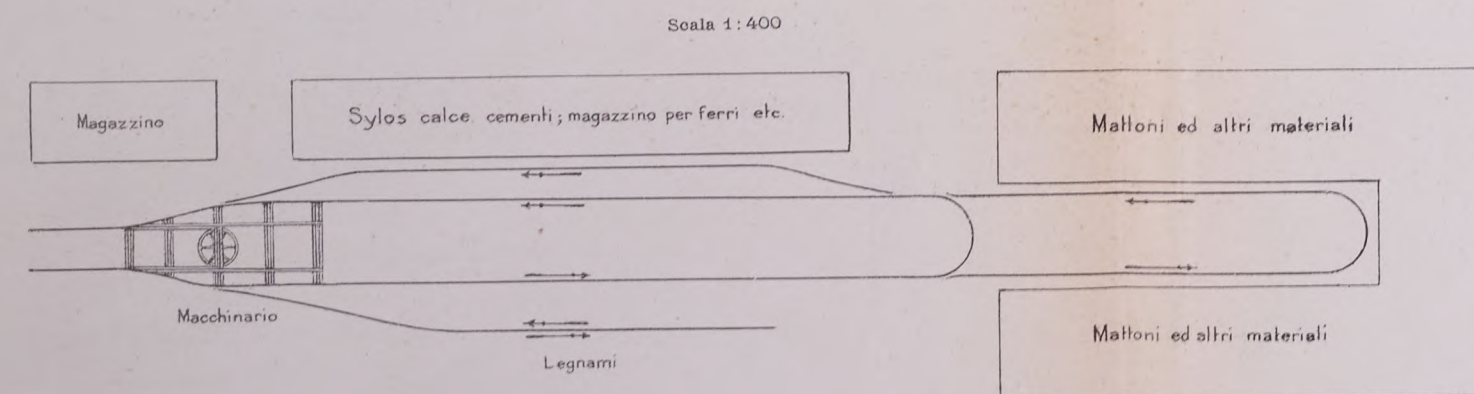 Scala 1:400
Magazzino
Sylos calce cementi; magazzino per ferri etc.
Mattoni ed altri materiali
Macchinario
Legnami
Mattoni ed altri materiali